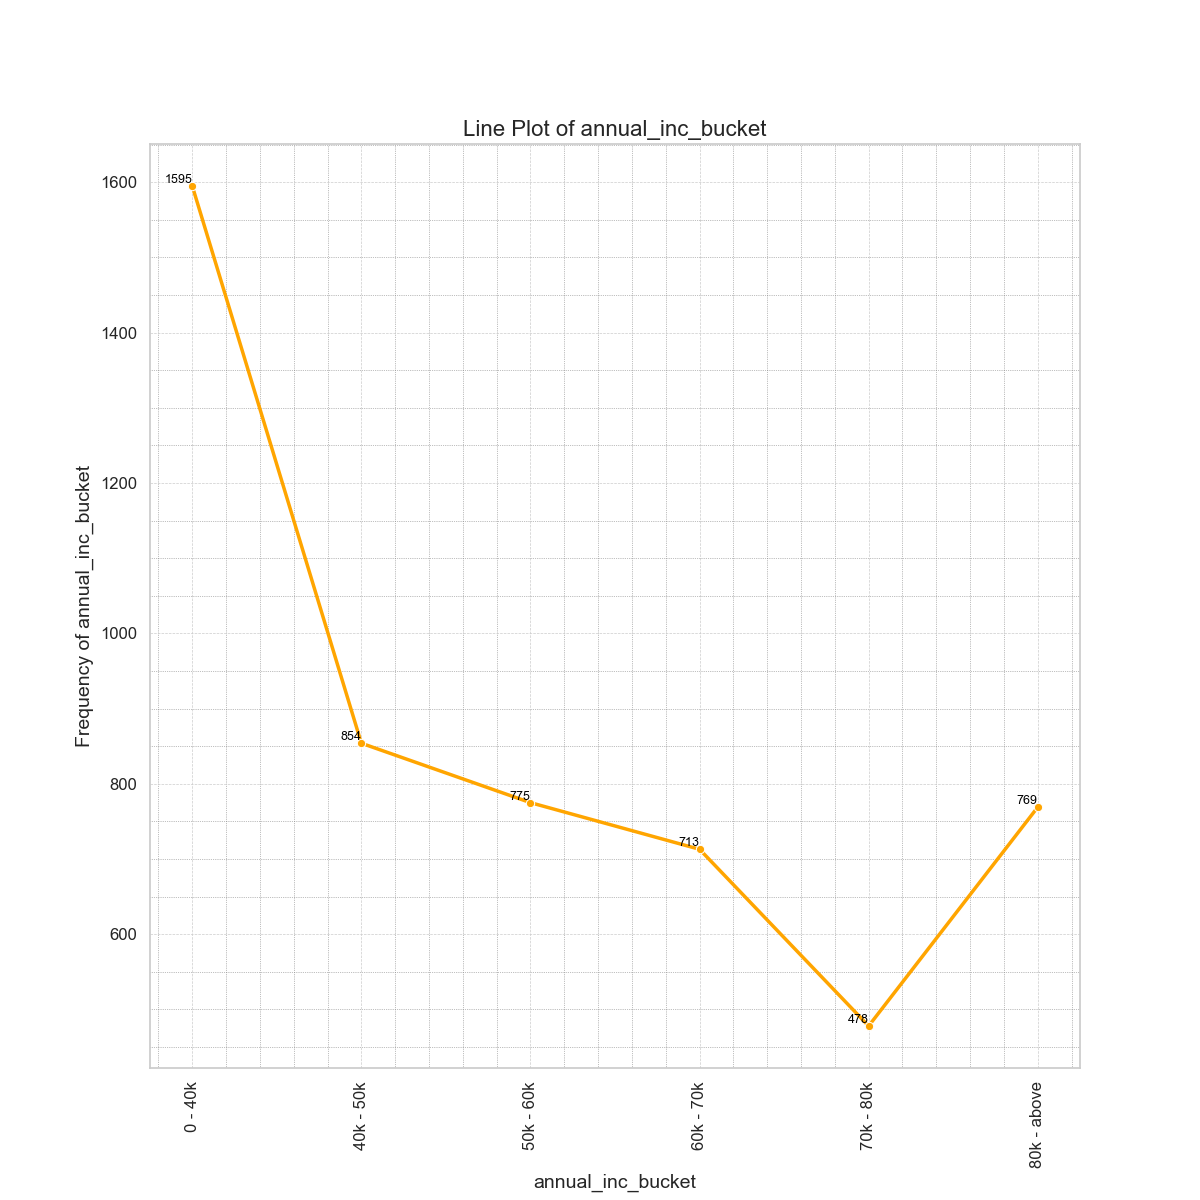 Line Plot of annual_inc_bucket
1600
1400
1200
1000
800
600
Frequency of annual_inc_bucket
1595
854
775
713
478
769
0 - 40k
40k - 50k
50k - 60k
60k - 70k
70k - 80k
80k - above
annual_inc_bucket